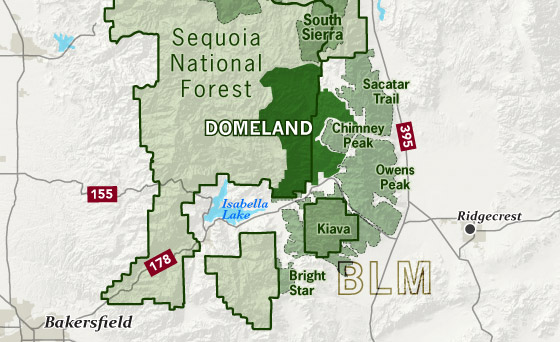 South
Sierra
Sequoia
National
Forest
Sacatar
Trail
DOMELAND
Chimney
Peak
395
Owens
Peak
155
Isabella
Lake
Ridgecrest
Kiava
178
Bright
Star
BLM
Bakersfield